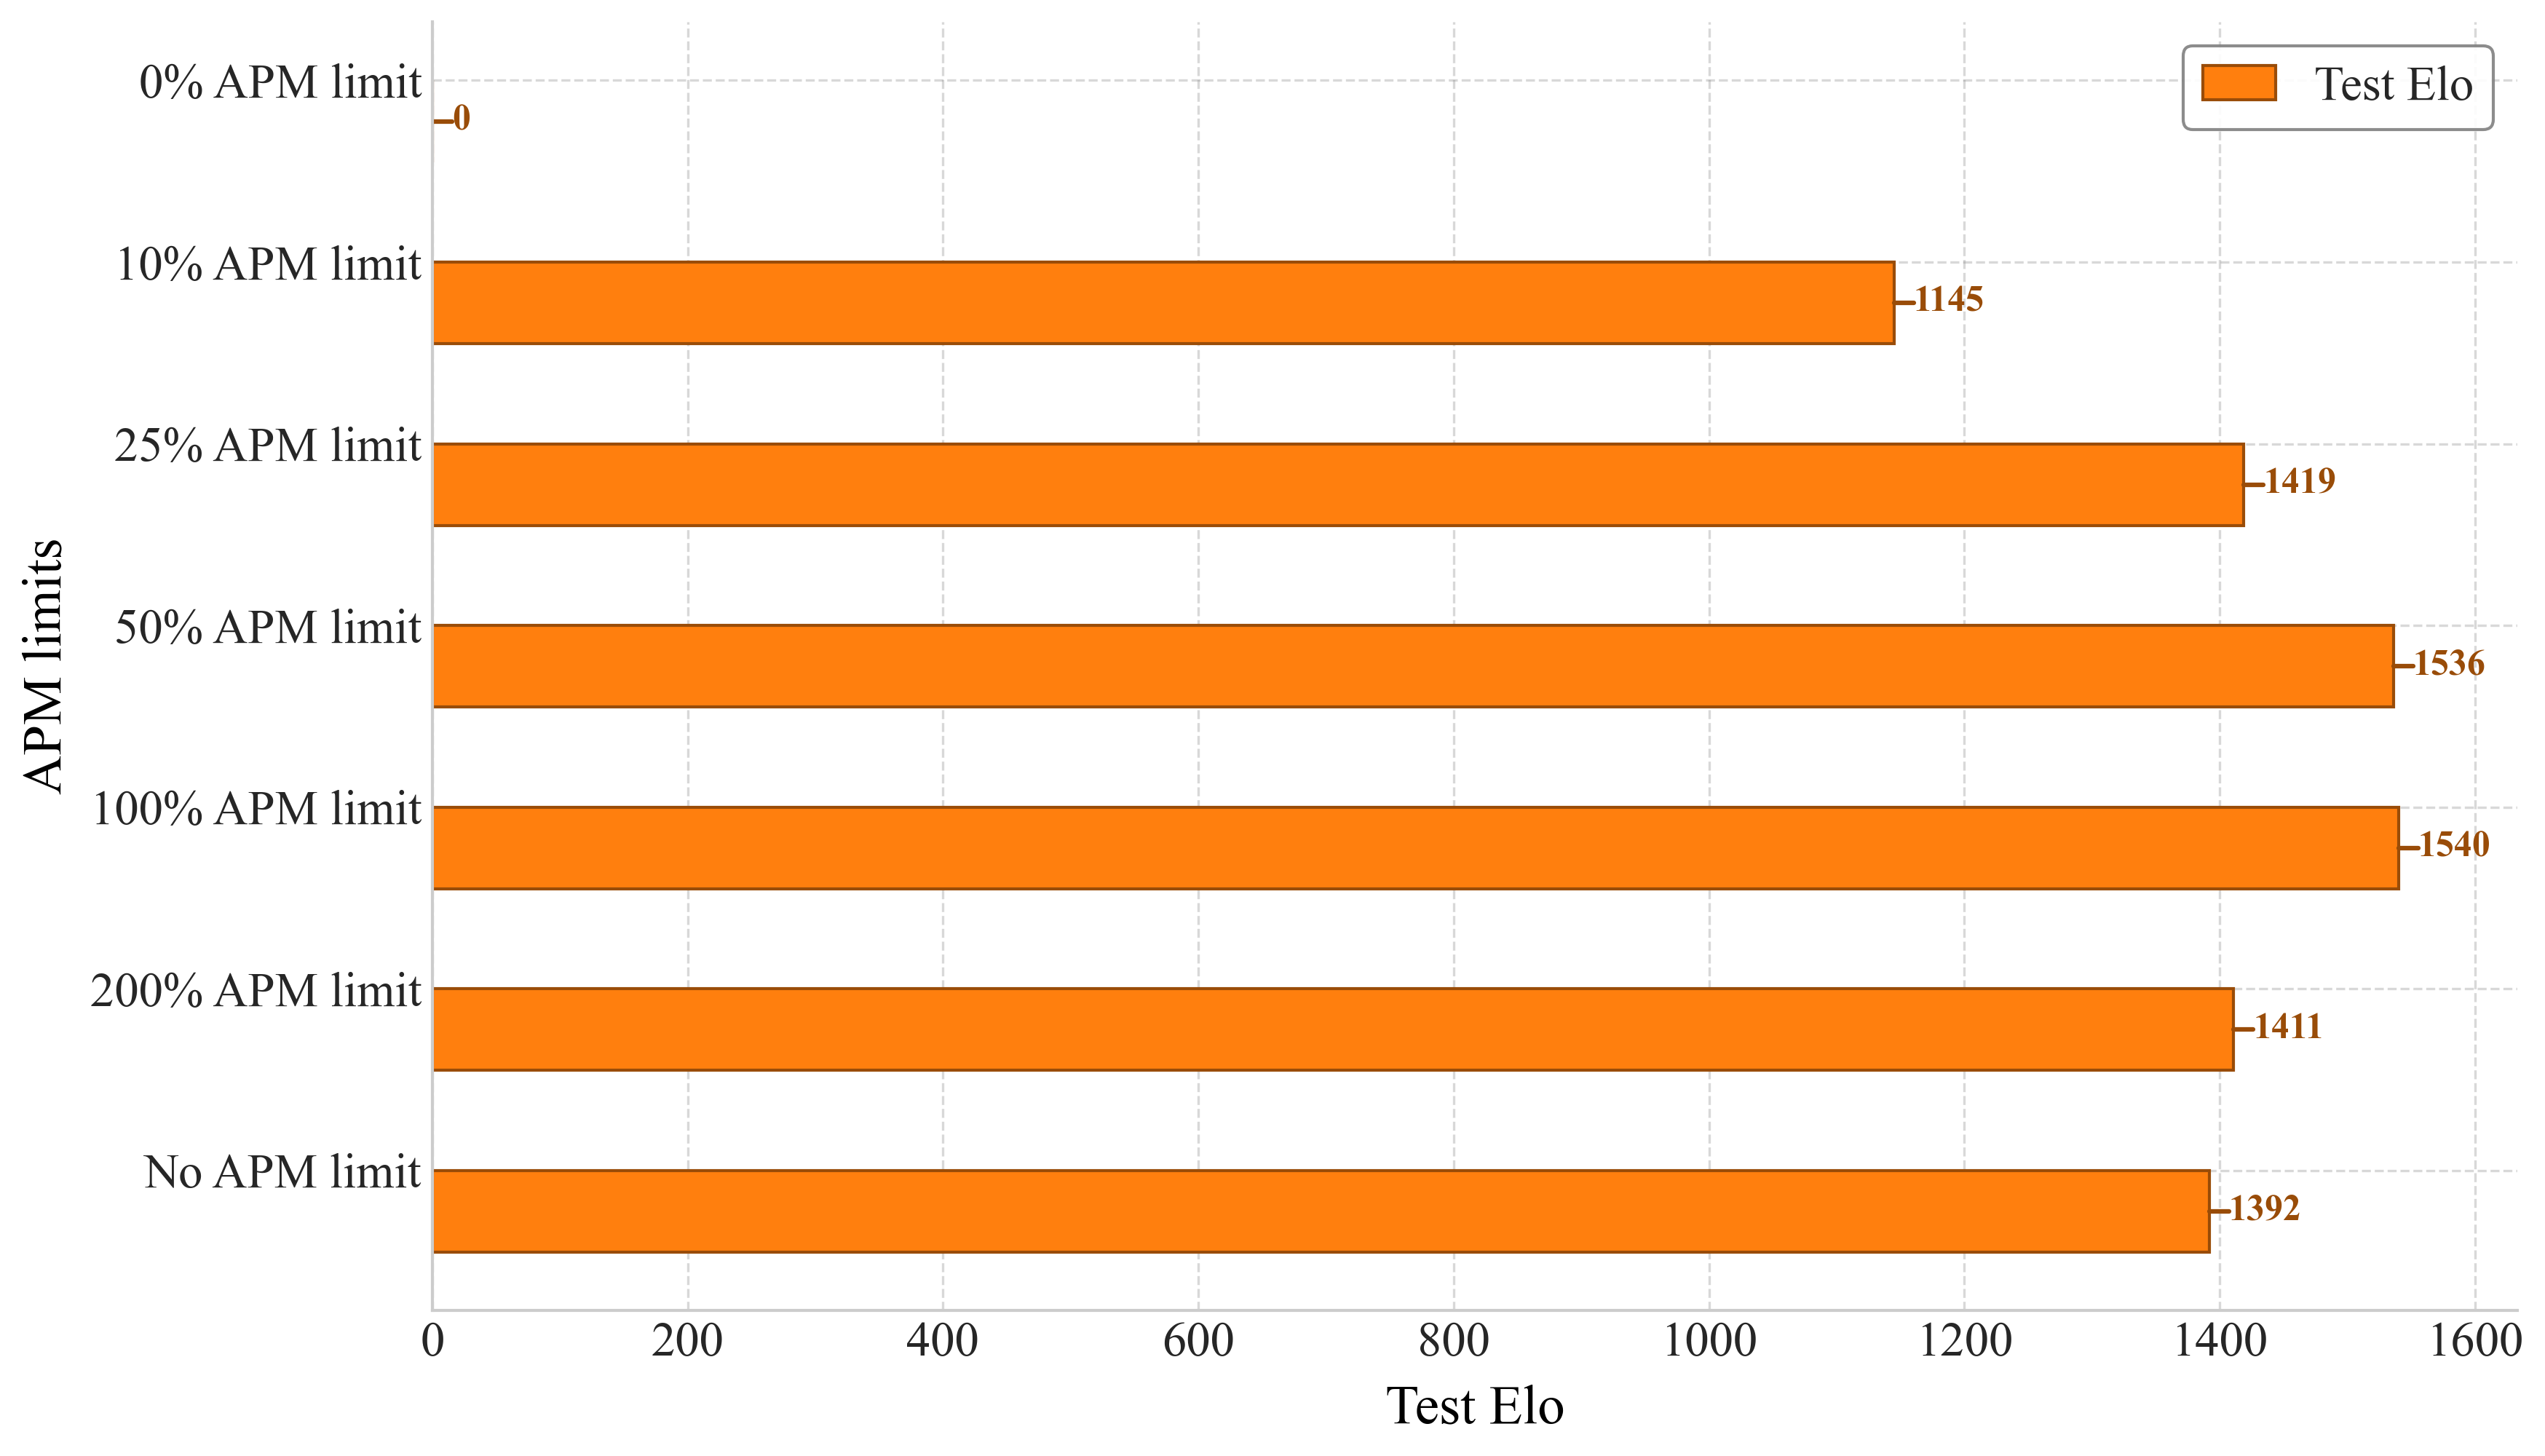 Test Elo
0% APM limit
0
10% APM limit
1145
25% APM limit
1419
50% APM limit
1536
100% APM limit
1540
200% APM limit
1411
No APM limit
1392
APM limits
0 200 400 600 800 1000 1200 1400 1600
Test Elo